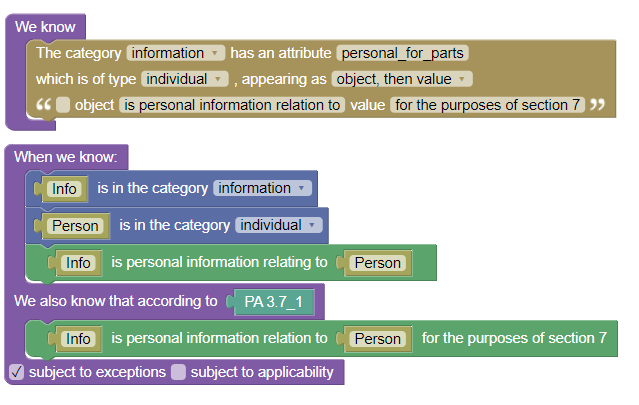 We know
The category information has an attribute personal_for_parts
which is of type individual , appearing as object, then value
“ object is personal information relation to value for the purposes of section 7 ”
When we know:
Info is in the category information
Person is in the category individual
Info is personal information relating to Person
We also know that according to PA 3.7_1
Info is personal information relation to Person for the purposes of section 7
subject to exceptions subject to applicability